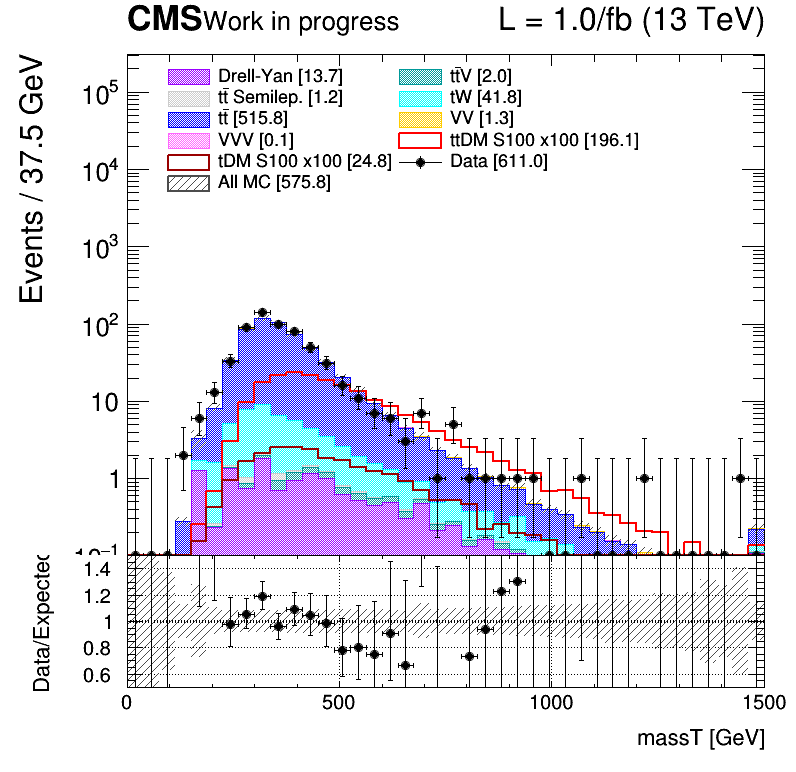 CMS Work in progress L = 1.0/fb (13 TeV)
Events / 37.5 GeV
Drell-Yan [13.7] tt̄V [2.0]
tt̄ Semilep. [1.2] tW [41.8]
tt̄ [515.8] VV [1.3]
VVV [0.1] ttDM S100 x100 [196.1]
tDM S100 x100 [24.8] Data [611.0]
All MC [575.8]
10⁵
10⁴
10³
10²
10
1
10⁻¹
Data/Expected
1.4
1.2
1
0.8
0.6
0 500 1000 1500
massT [GeV]